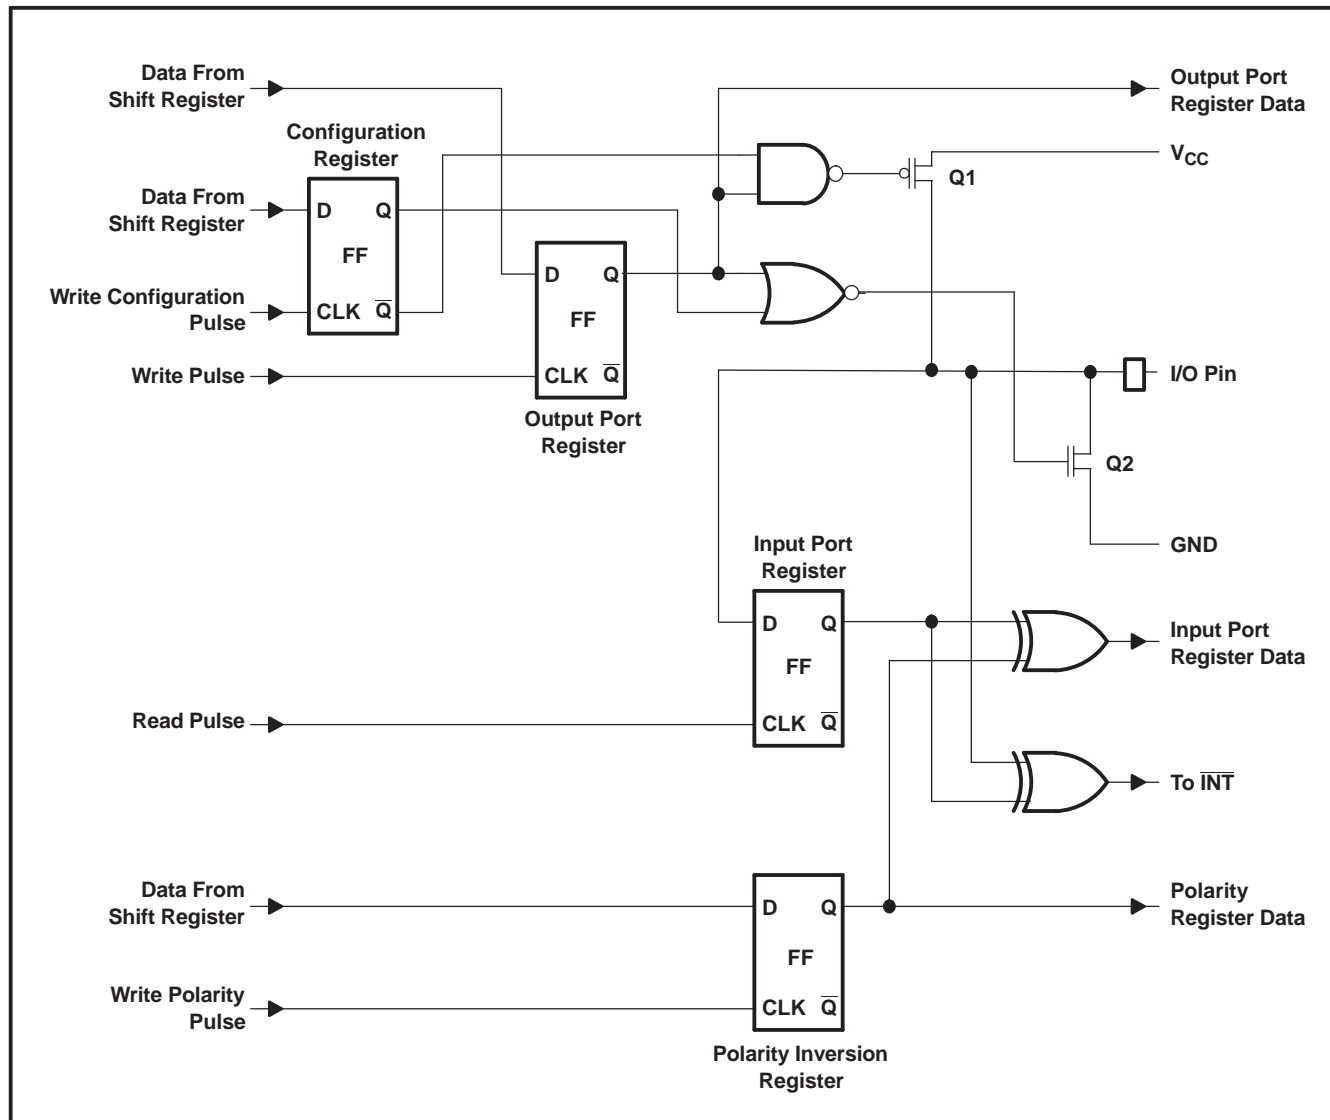 Data From
Shift Register
Output Port
Register Data
Configuration
Register
VCC
Q1
Data From
Shift Register
D
Q
FF
CLK
Q
D
Q
FF
CLK
Q
Write Configuration
Pulse
Write Pulse
Output Port
Register
I/O Pin
Q2
GND
Input Port
Register
D
Q
FF
CLK
Q
Input Port
Register Data
Read Pulse
To INT
Data From
Shift Register
D
Q
FF
CLK
Q
Polarity
Register Data
Write Polarity
Pulse
Polarity Inversion
Register